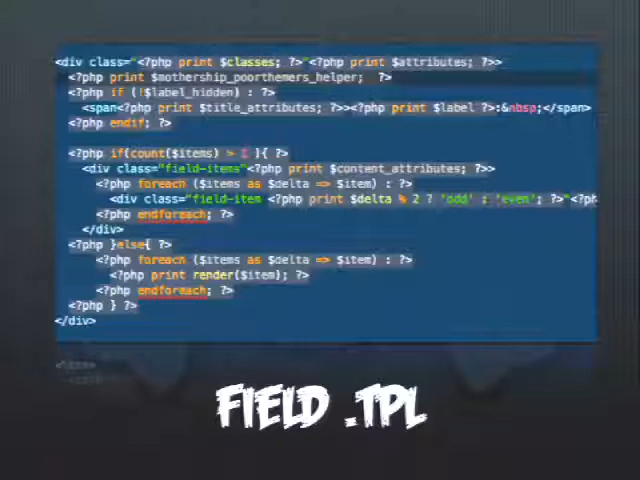 <div class="<?php print $classes; ?>"<?php print $attributes; ?>>
<?php print $mothership_poorthemers_helper;  ?>
<?php if (!$label_hidden) : ?>
<span<?php print $title_attributes; ?>><?php print $label ?>:&nbsp;</span>
<?php endif; ?>
<?php if(count($items) > 1 ){ ?>
<div class="field-items"<?php print $content_attributes; ?>>
<?php foreach ($items as $delta => $item) : ?>
<div class="field-item <?php print $delta % 2 ? 'odd' : 'even'; ?>"<?ph
<?php endforeach; ?>
</div>
<?php }else{ ?>
<?php foreach ($items as $delta => $item) : ?>
<?php print render($item); ?>
<?php endforeach; ?>
<?php } ?>
</div>
FIELD .TPL